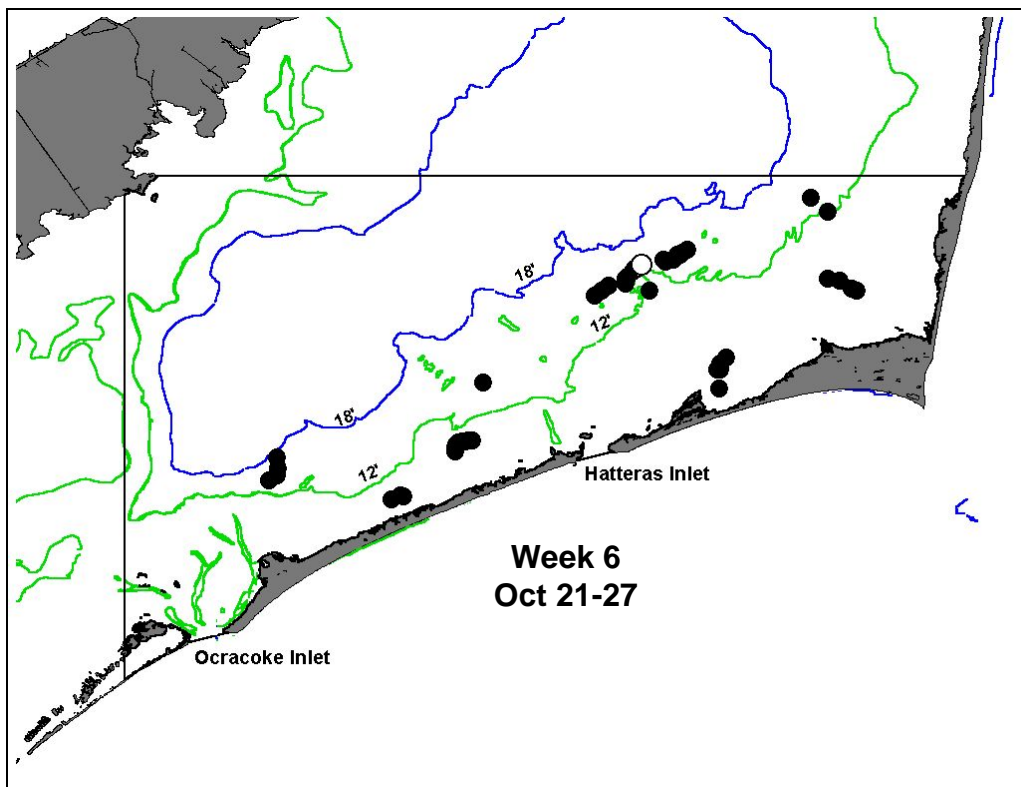 18'
12'
18'
12'
Hatteras Inlet
Week 6
Oct 21-27
Ocracoke Inlet